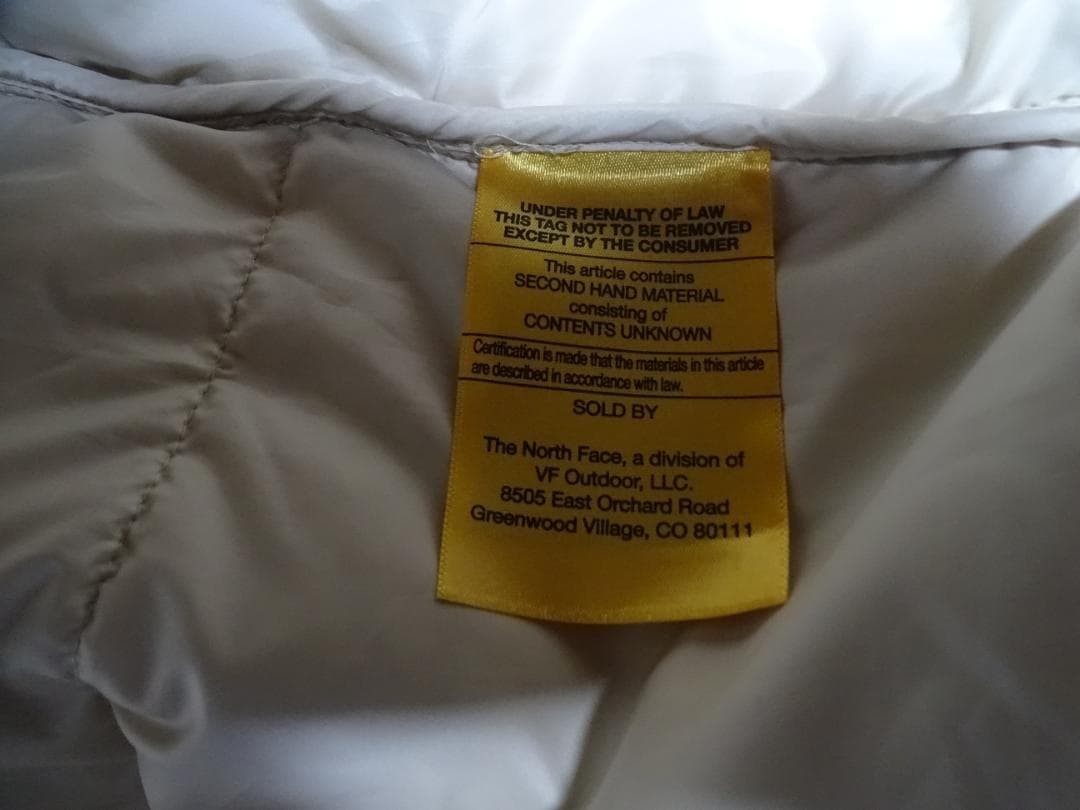 UNDER PENALTY OF LAW
THIS TAG NOT TO BE REMOVED
EXCEPT BY THE CONSUMER
This article contains
SECOND HAND MATERIAL
consisting of
CONTENTS UNKNOWN
Certification is made that the materials in this article
are described in accordance with law.
SOLD BY
The North Face, a division of
VF Outdoor, LLC.
8505 East Orchard Road
Greenwood Village, CO 80111